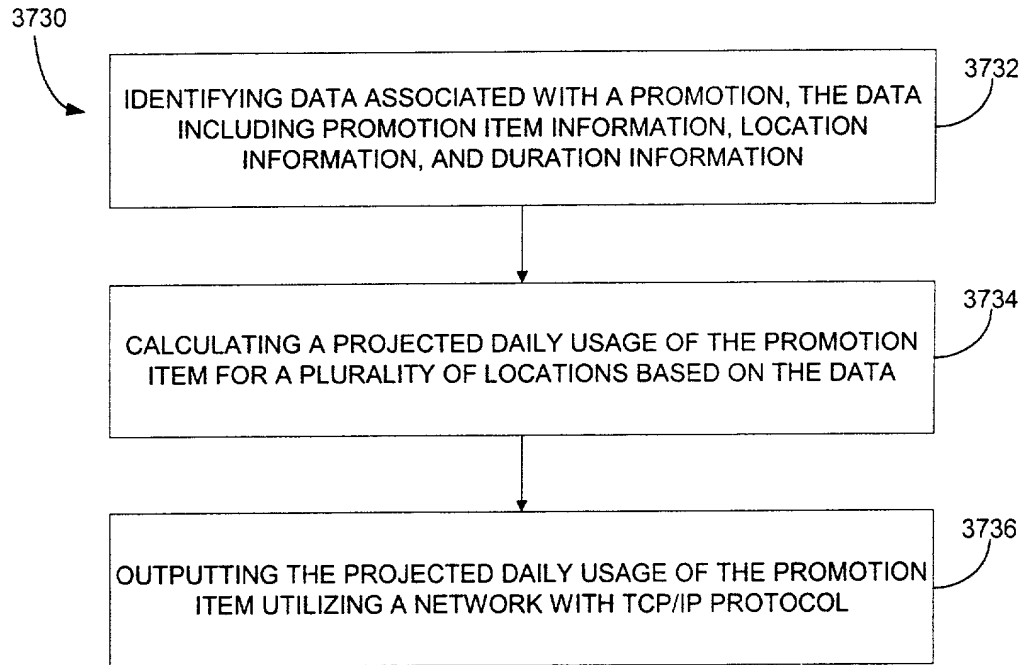 3730
3732
IDENTIFYING DATA ASSOCIATED WITH A PROMOTION, THE DATA
INCLUDING PROMOTION ITEM INFORMATION, LOCATION
INFORMATION, AND DURATION INFORMATION
3734
CALCULATING A PROJECTED DAILY USAGE OF THE PROMOTION
ITEM FOR A PLURALITY OF LOCATIONS BASED ON THE DATA
3736
OUTPUTTING THE PROJECTED DAILY USAGE OF THE PROMOTION
ITEM UTILIZING A NETWORK WITH TCP/IP PROTOCOL